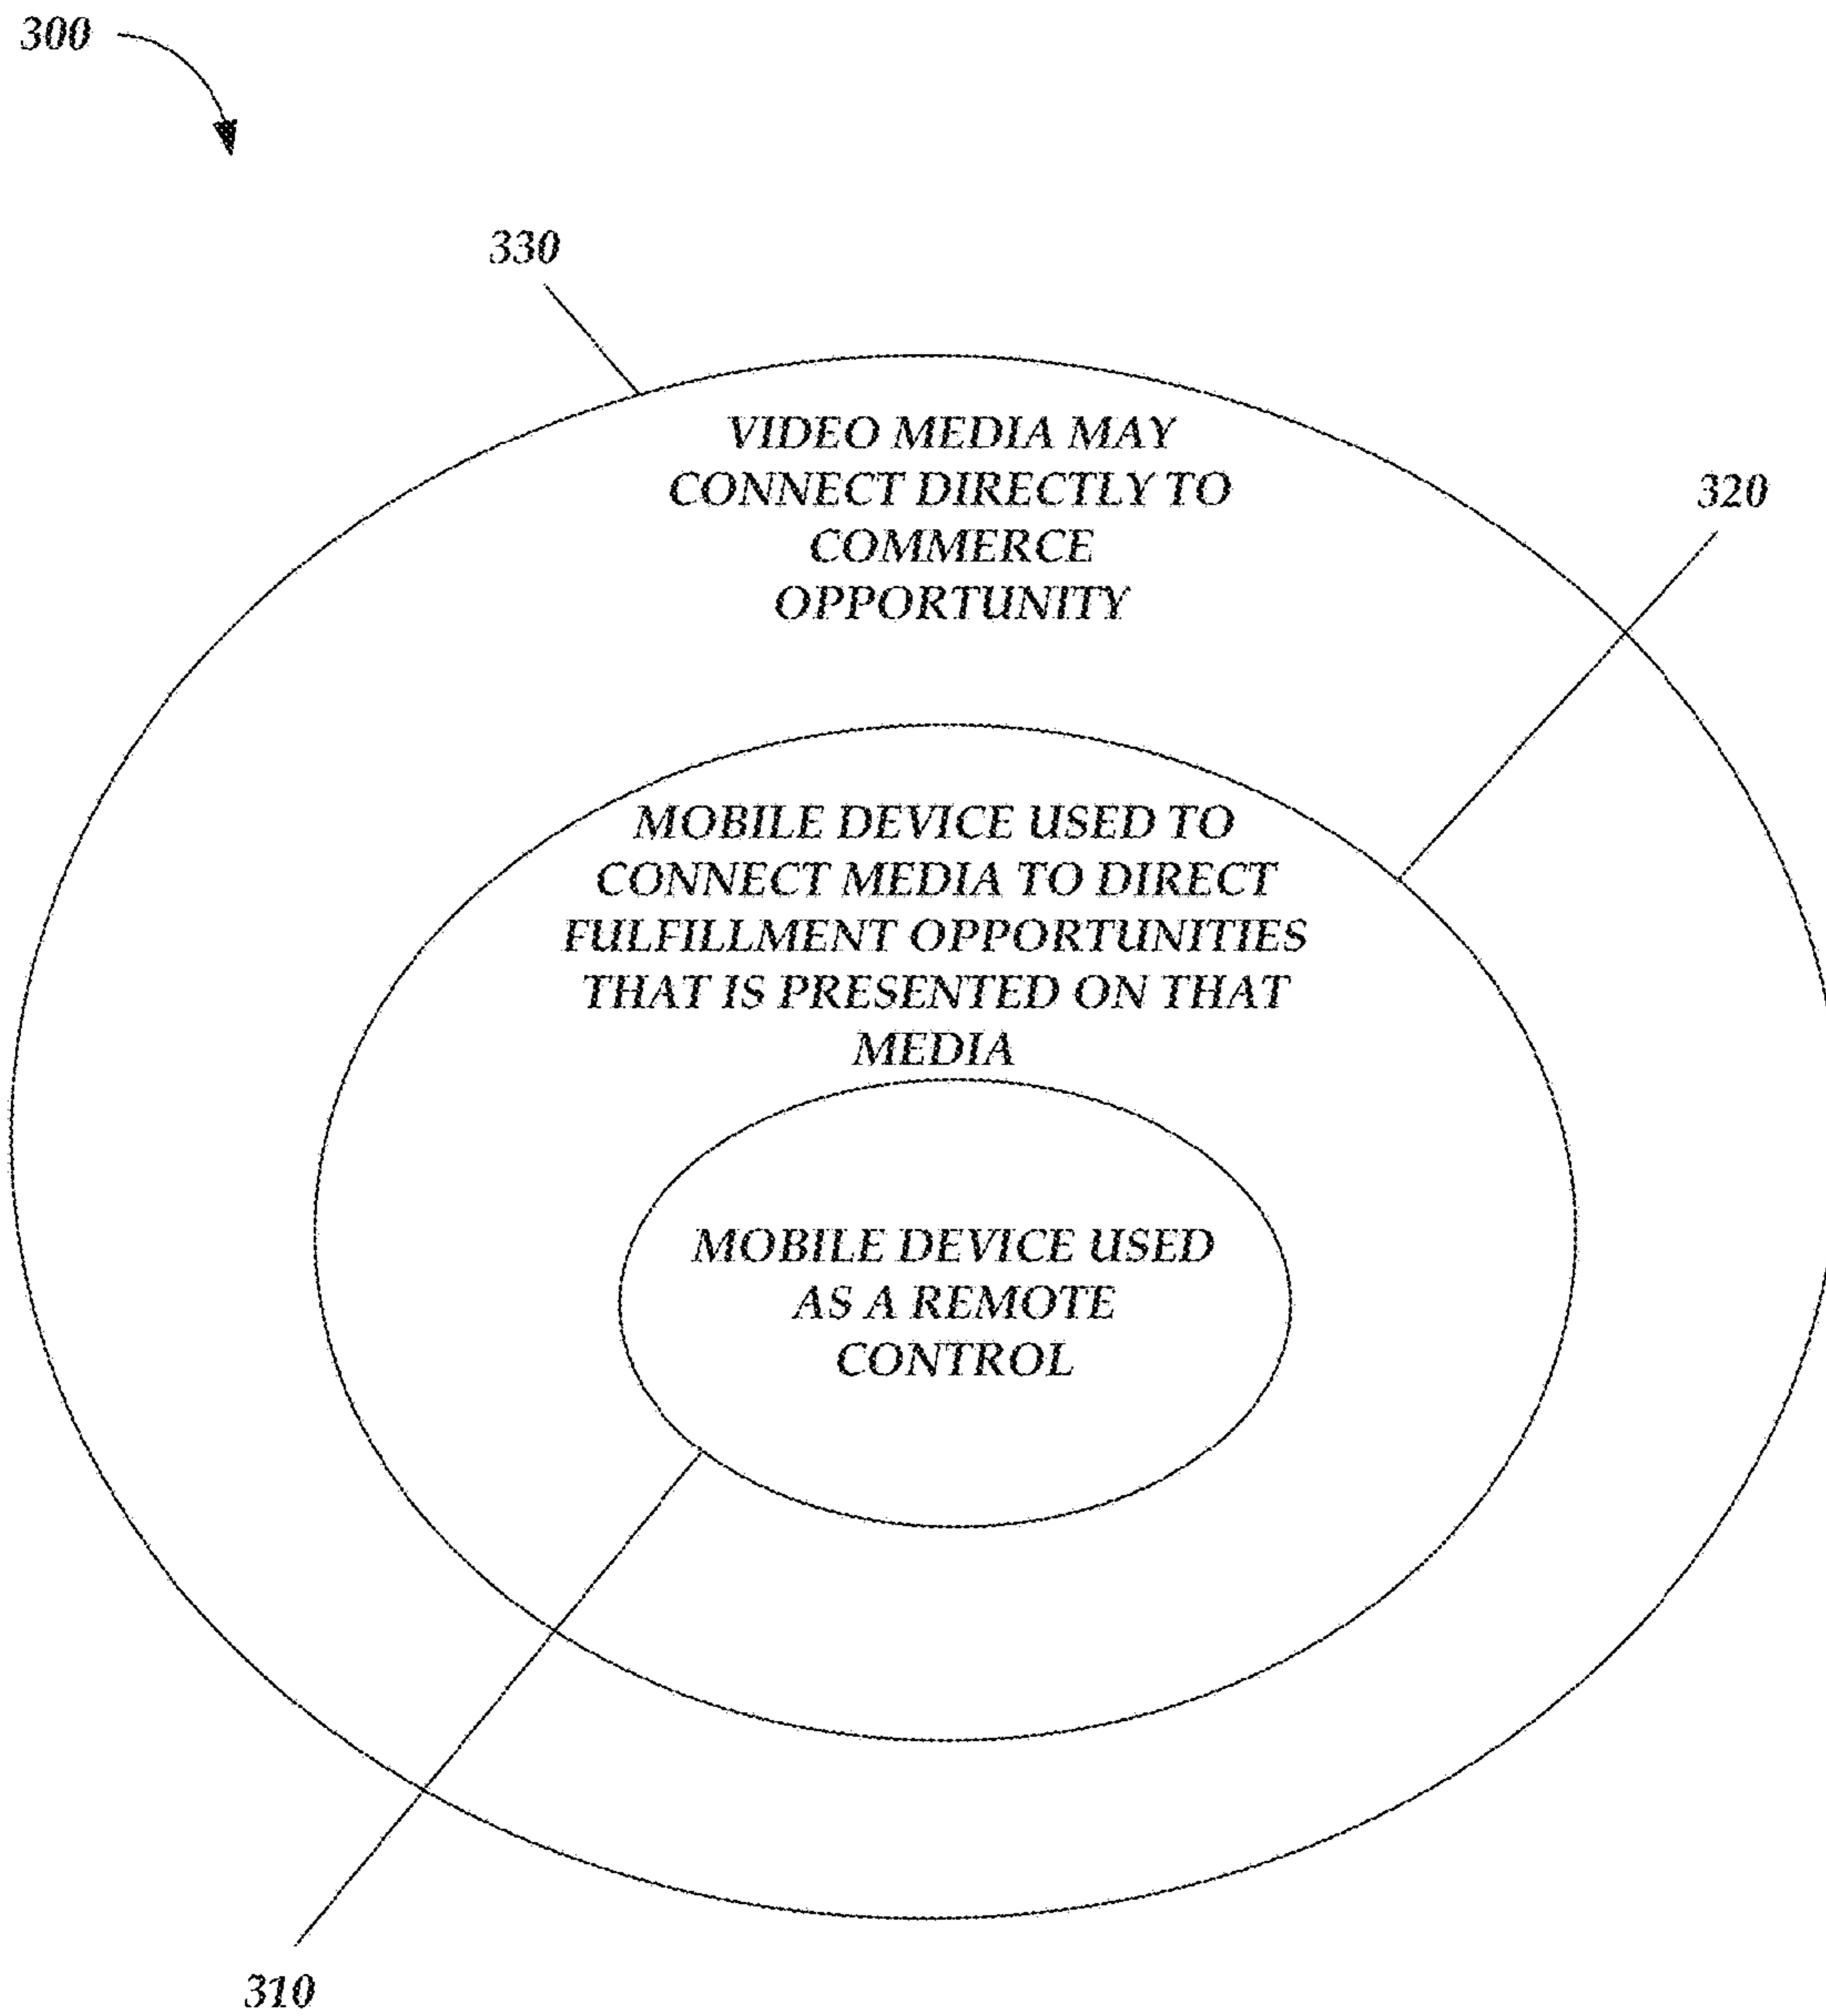 300
330
VIDEO MEDIA MAY
CONNECT DIRECTLY TO
COMMERCE
OPPORTUNITY
320
MOBILE DEVICE USED TO
CONNECT MEDIA TO DIRECT
FULFILLMENT OPPORTUNITIES
THAT IS PRESENTED ON THAT
MEDIA
MOBILE DEVICE USED
AS A REMOTE
CONTROL
310